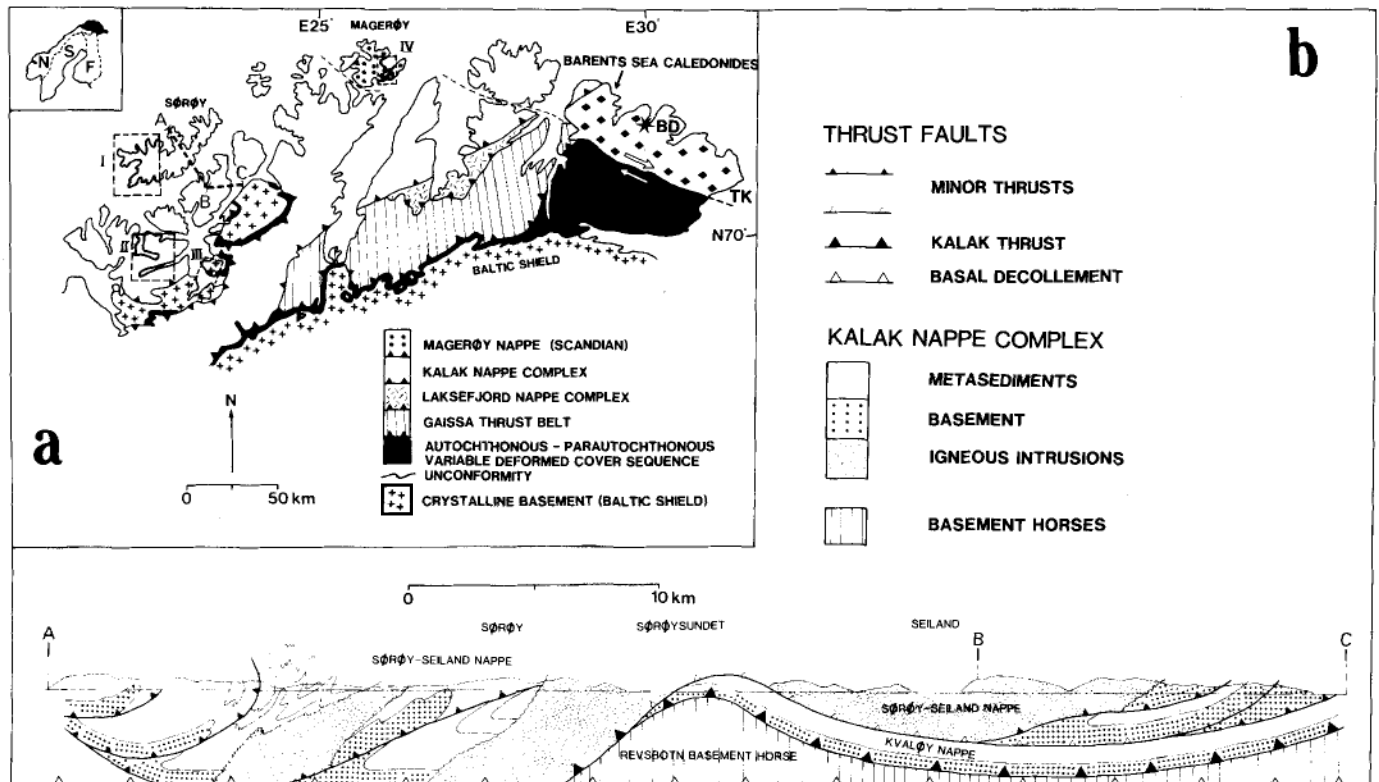 E25°
E30°
b
MAGERØY
IV
N
S
F
BARENTS SEA CALEDONIDES
SØRØY
A
BD
I
C
B
TK
II
III
N70°
BALTIC SHIELD
N
a
0 50 km
MAGERØY NAPPE (SCANDIAN)
KALAK NAPPE COMPLEX
LAKSEFJORD NAPPE COMPLEX
GAISSA THRUST BELT
AUTOCHTHONOUS – PARAUTOCHTHONOUS
VARIABLE DEFORMED COVER SEQUENCE
UNCONFORMITY
CRYSTALLINE BASEMENT (BALTIC SHIELD)
THRUST FAULTS
MINOR THRUSTS
KALAK THRUST
BASAL DECOLLEMENT
KALAK NAPPE COMPLEX
METASEDIMENTS
BASEMENT
IGNEOUS INTRUSIONS
BASEMENT HORSES
0 10 km
A
SØRØY
SØRØYSUNDET
SEILAND
B
C
SØRØY-SEILAND NAPPE
SØRØY-SEILAND NAPPE
KVALØY NAPPE
REVSBOTN BASEMENT HORSE